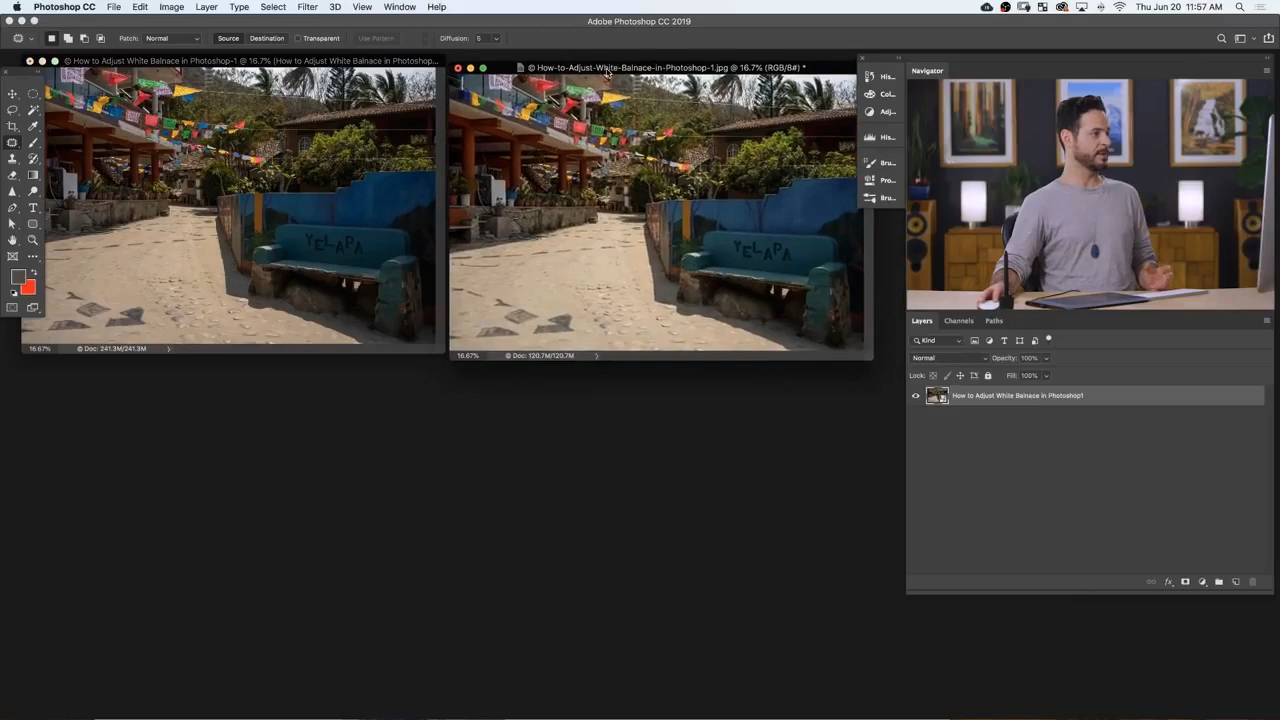 Photoshop CC File Edit Image Layer Type Select Filter 3D View Window Help Thu Jun 20 11:57 AM
Adobe Photoshop CC 2019
Patch: Normal Source Destination Transparent Use Pattern Diffusion: 5
© How to Adjust White Balnace in Photoshop-1 @ 16.7% (How to Adjust White Balnace in Photoshop...
© How-to-Adjust-White-Balnace-in-Photoshop-1.jpg @ 16.7% (RGB/8#) *
His...
Col...
Adj...
His...
Bru...
Pro...
Bru...
Navigator
YELAPA
YELAPA
16.67% © Doc: 241.3M/241.3M
16.67% © Doc: 120.7M/120.7M
Layers Channels Paths
Kind
Normal Opacity: 100%
Lock: Fill: 100%
How to Adjust White Balnace in Photoshop1
fx